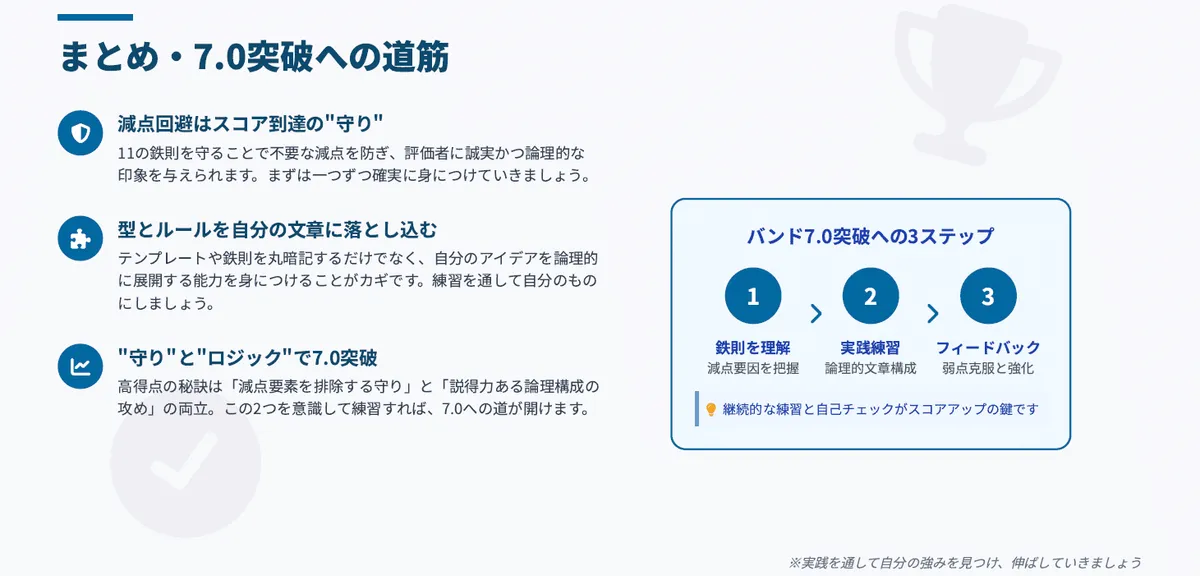 まとめ・7.0突破への道筋
減点回避はスコア到達の"守り"
11の鉄則を守ることで不要な減点を防ぎ、評価者に誠実かつ論理的な
印象を与えられます。まずは一つずつ確実に身につけていきましょう。
型とルールを自分の文章に落とし込む
テンプレートや鉄則を丸暗記するだけでなく、自分のアイデアを論理的
に展開する能力を身につけることがカギです。練習を通して自分のもの
にしましょう。
"守り"と"ロジック"で7.0突破
高得点の秘訣は「減点要素を排除する守り」と「説得力ある論理構成の
攻め」の両立。この2つを意識して練習すれば、7.0への道が開けます。
バンド7.0突破への3ステップ
1
2
3
鉄則を理解
実践練習
フィードバック
減点要因を把握
論理的文章構成
弱点克服と強化
継続的な練習と自己チェックがスコアアップの鍵です
※実践を通して自分の強みを見つけ、伸ばしていきましょう